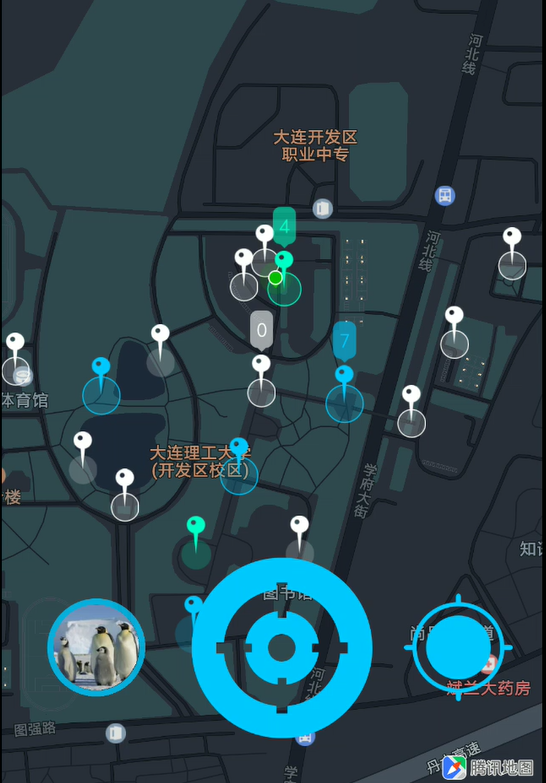 河北线
大连开发区
职业中专
4
河北线
0
7
体育馆
大连理工大学
(开发区校区)
楼
学府大街
知
图书馆
河北线
斌兰大药房
图强路
丹
高速
学
腾讯地图